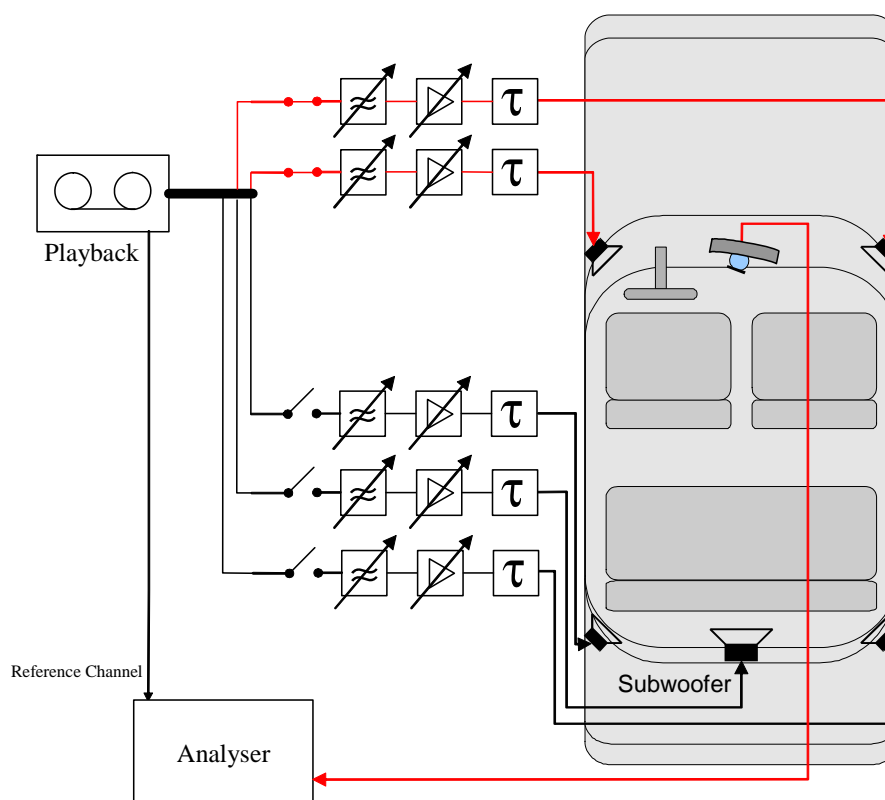 τ
τ
Playback
τ
τ
τ
Reference Channel
Subwoofer
Analyser